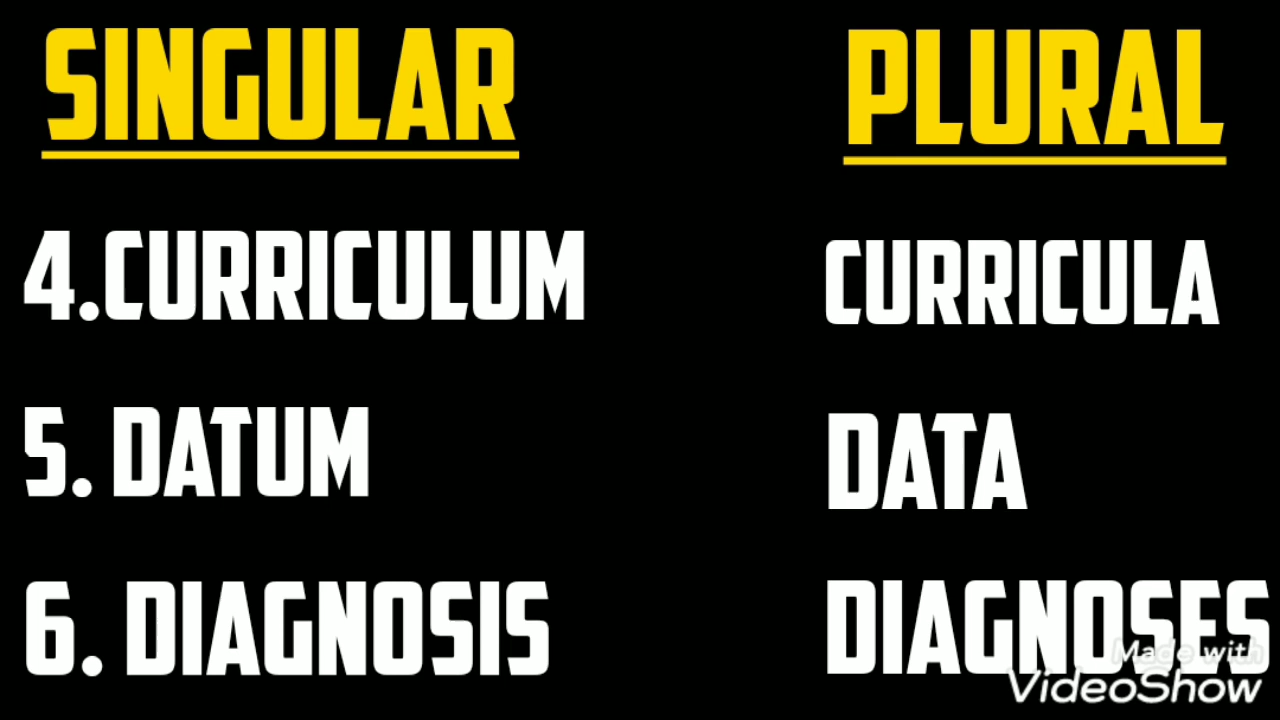 SINGULAR PLURAL
4.CURRICULUM CURRICULA
5. DATUM DATA
6. DIAGNOSIS DIAGNOSES
Made with
VideoShow